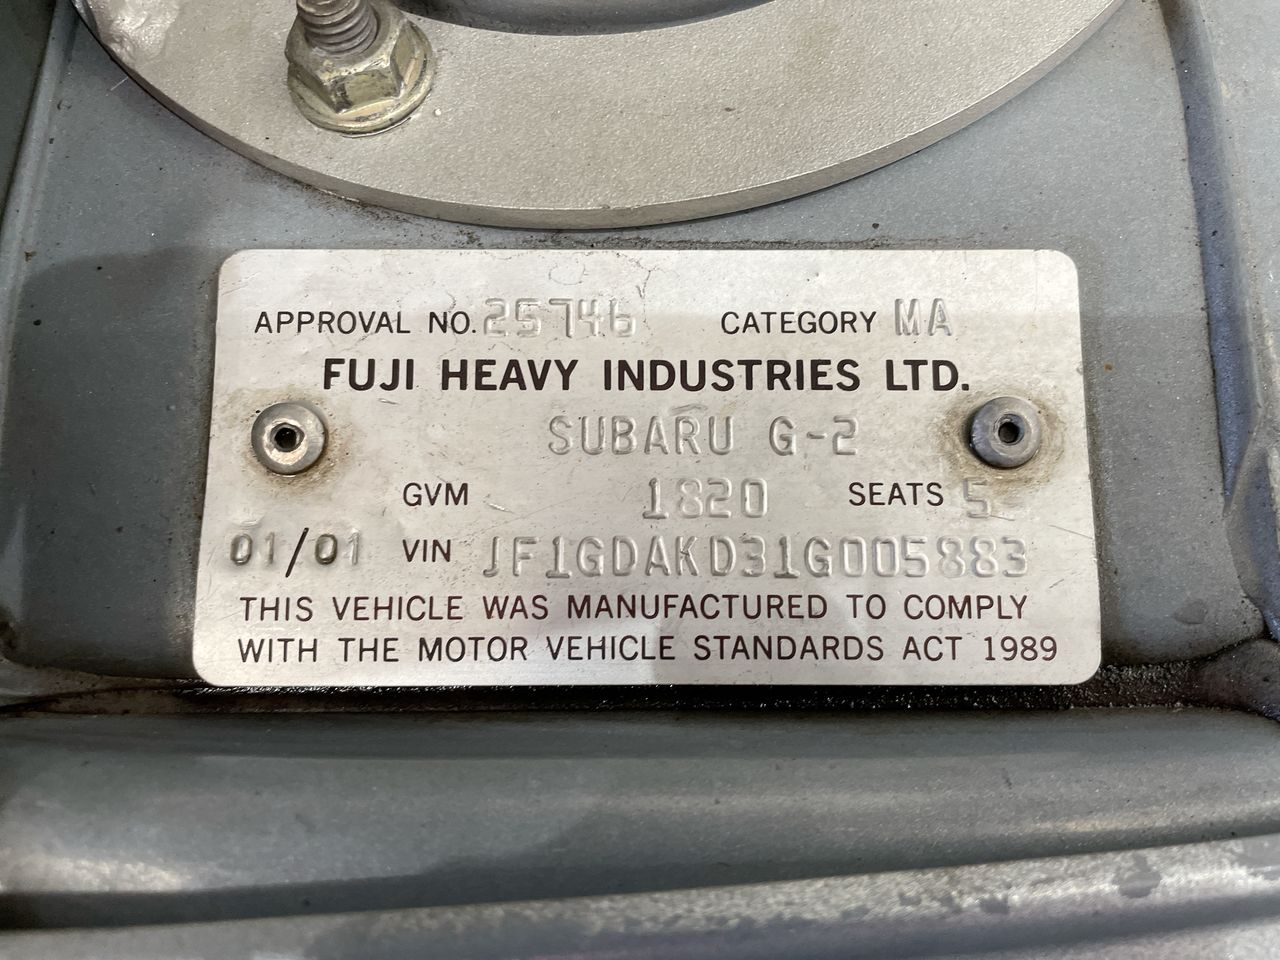 APPROVAL NO. 25746 CATEGORY MA
FUJI HEAVY INDUSTRIES LTD.
SUBARU G-2
GVM 1820 SEATS 5
01/01 VIN JF1GDAKD31G005883
THIS VEHICLE WAS MANUFACTURED TO COMPLY
WITH THE MOTOR VEHICLE STANDARDS ACT 1989